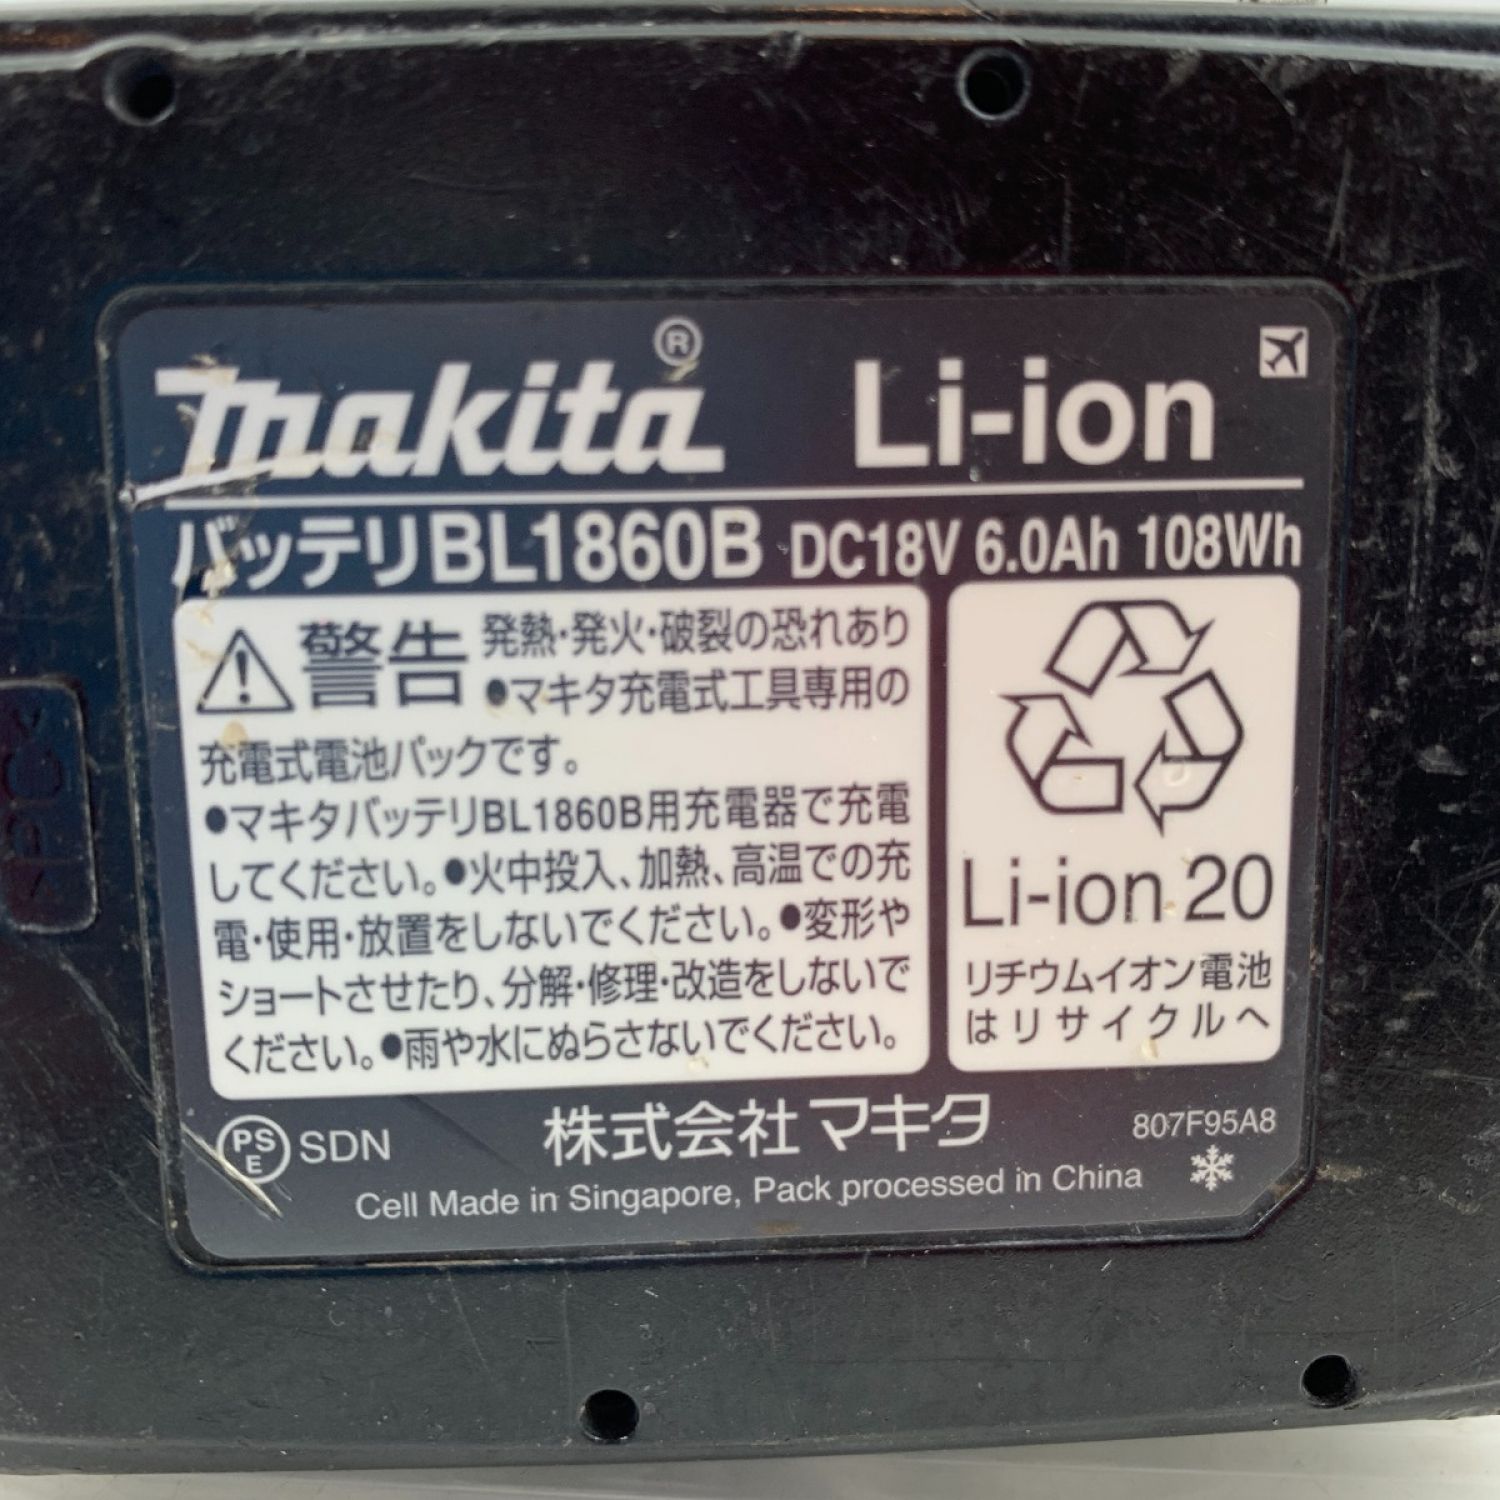 makita® Li-ion
バッテリBL1860B DC18V 6.0Ah 108Wh
警告 発熱・発火・破裂の恐れあり
●マキタ充電式工具専用の
充電式電池パックです。
●マキタバッテリBL1860B用充電器で充電
してください。●火中投入、加熱、高温での充
電・使用・放置をしないでください。●変形や
ショートさせたり、分解・修理・改造をしないで
ください。●雨や水にぬらさないでください。
Li-ion 20
リチウムイオン電池
はリサイクルへ
PS
E
SDN
株式会社マキタ
807F95A8
Cell Made in Singapore, Pack processed in China